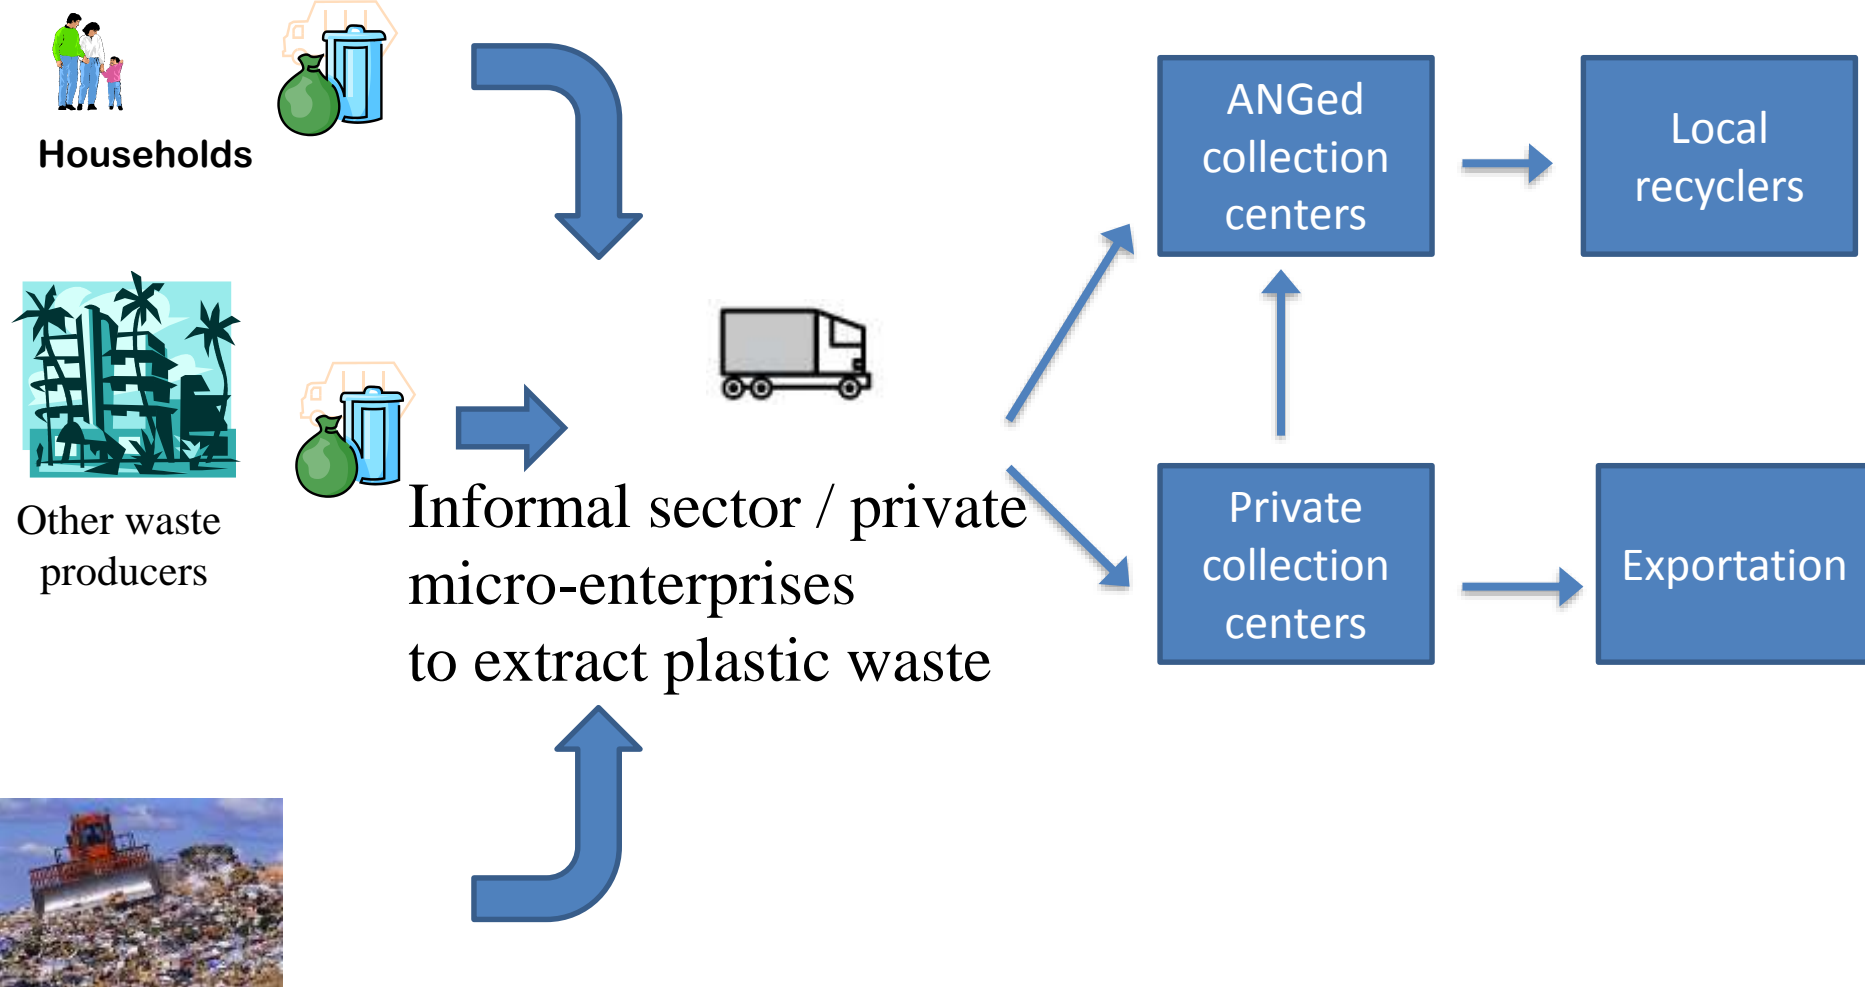 Households
Other waste
producers
Informal sector / private
micro-enterprises
to extract plastic waste
ANGed
collection
centers
Local
recyclers
Private
collection
centers
Exportation